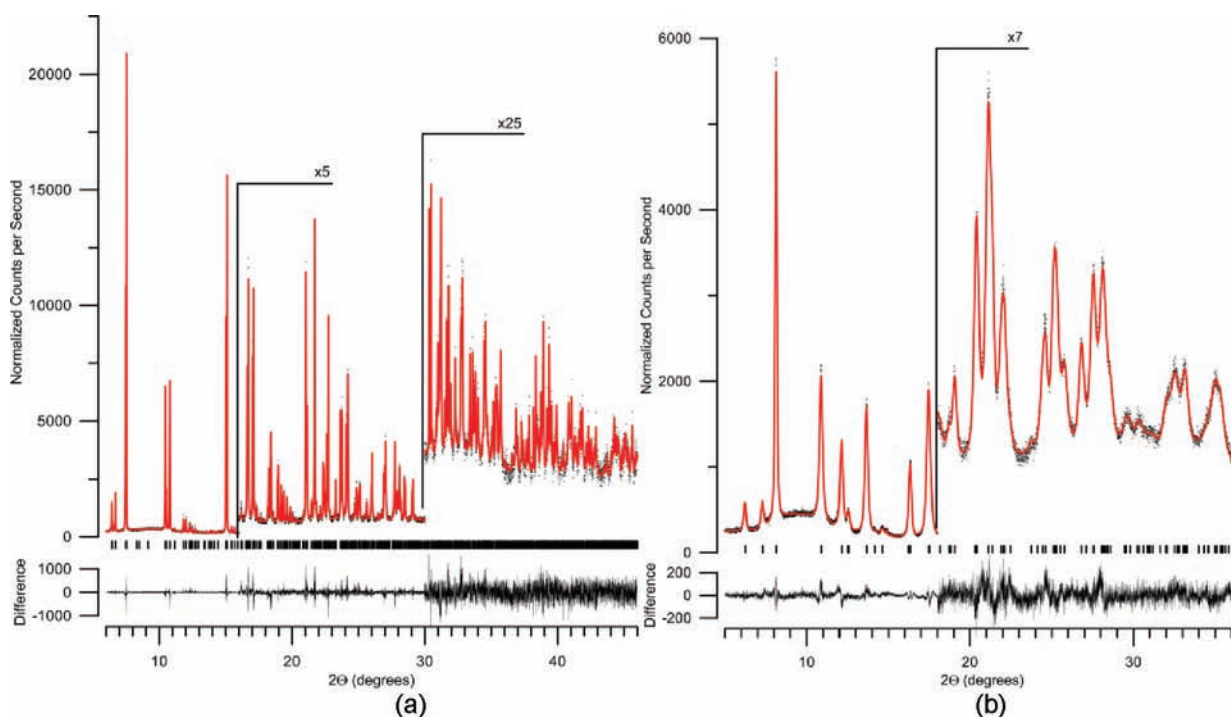 20000
15000
10000
5000
0
Normalized Counts per Second
x5
x25
1000
0
-1000
Difference
10
20
30
40
2Θ (degrees)
(a)
6000
4000
2000
0
Normalized Counts per Second
x7
200
0
-200
Difference
10
20
30
2Θ (degrees)
(b)